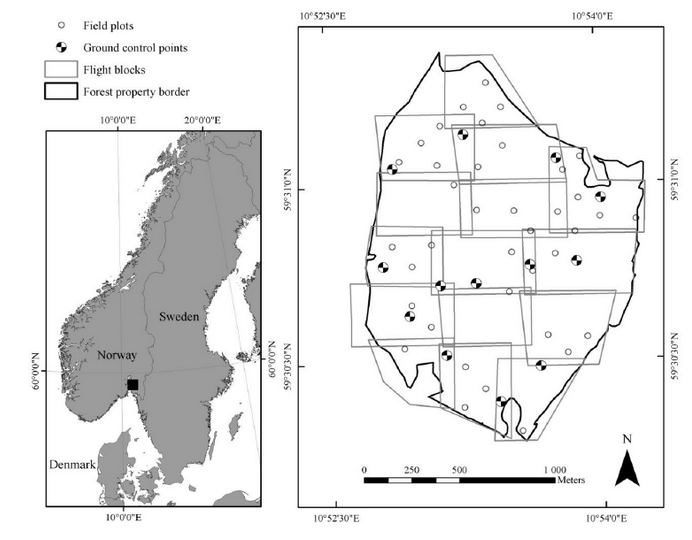 Field plots
Ground control points
Flight blocks
Forest property border
10°0'0"E 20°0'0"E
Sweden
Norway
Denmark
60°0'0"N
60°0'0"N
10°0'0"E
10°52'30"E 10°54'0"E
59°31'0"N
59°31'0"N
59°30'30"N
59°30'30"N
N
0 250 500 1 000
Meters
10°52'30"E 10°54'0"E